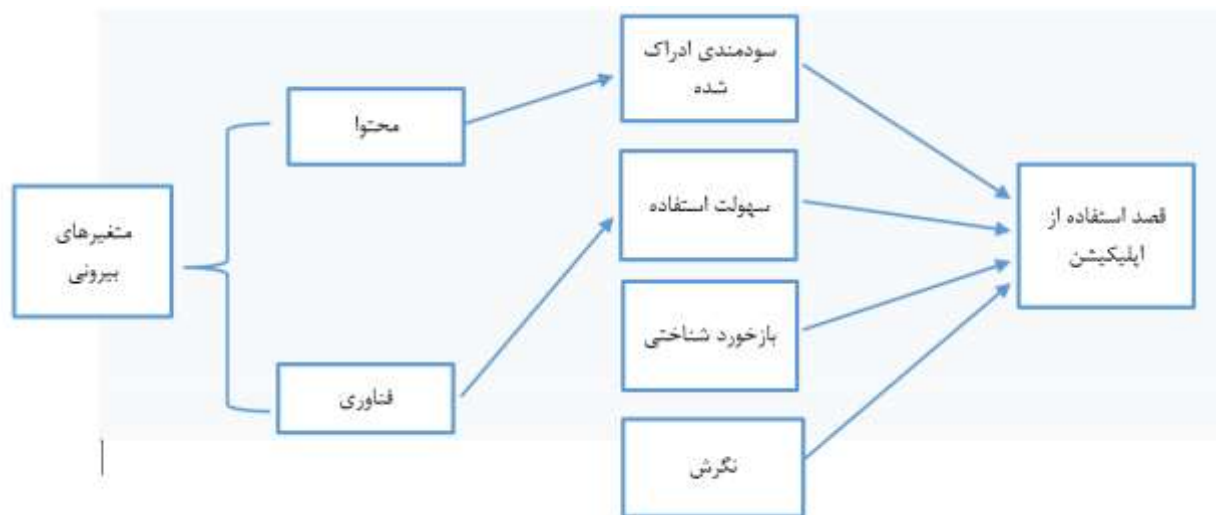 متغیرهای
بیرونی
محتوا
فناوری
سودمندی ادراک
شده
سهولت استفاده
بازخورد شناختی
نگرش
قصد استفاده از
اپلیکیشن